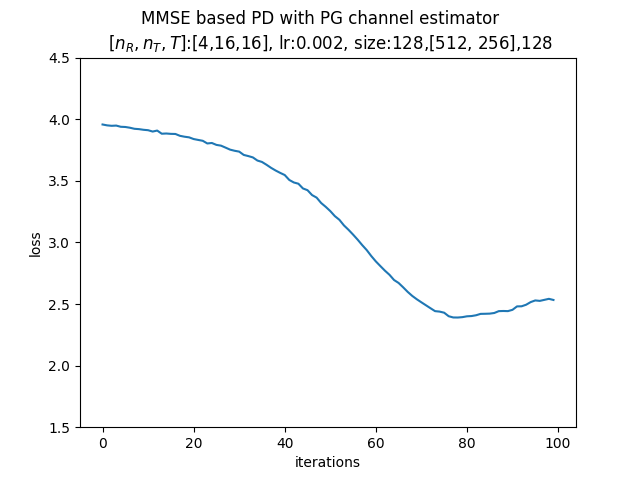 MMSE based PD with PG channel estimator
[n_R, n_T, T]:[4,16,16], lr:0.002, size:128,[512, 256],128
4.5
4.0
3.5
3.0
2.5
2.0
1.5
loss
0 20 40 60 80 100
iterations